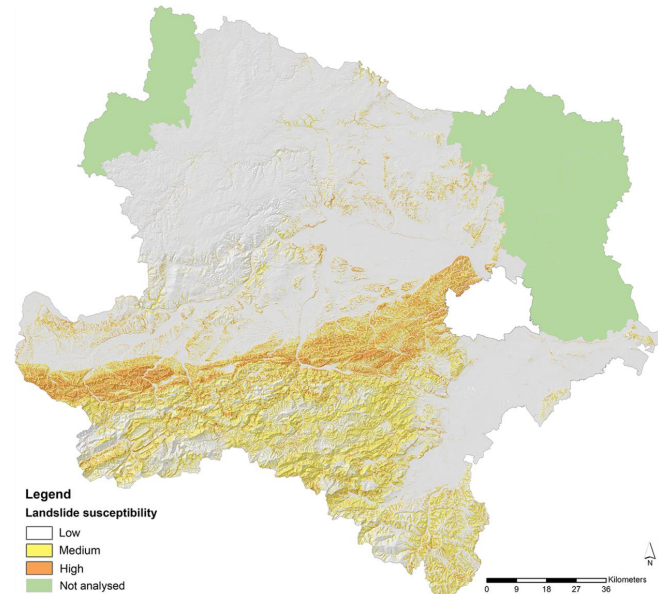 Legend
Landslide susceptibility
Low
Medium
High
Not analysed
Kilometers
0 9 18 27 36
N